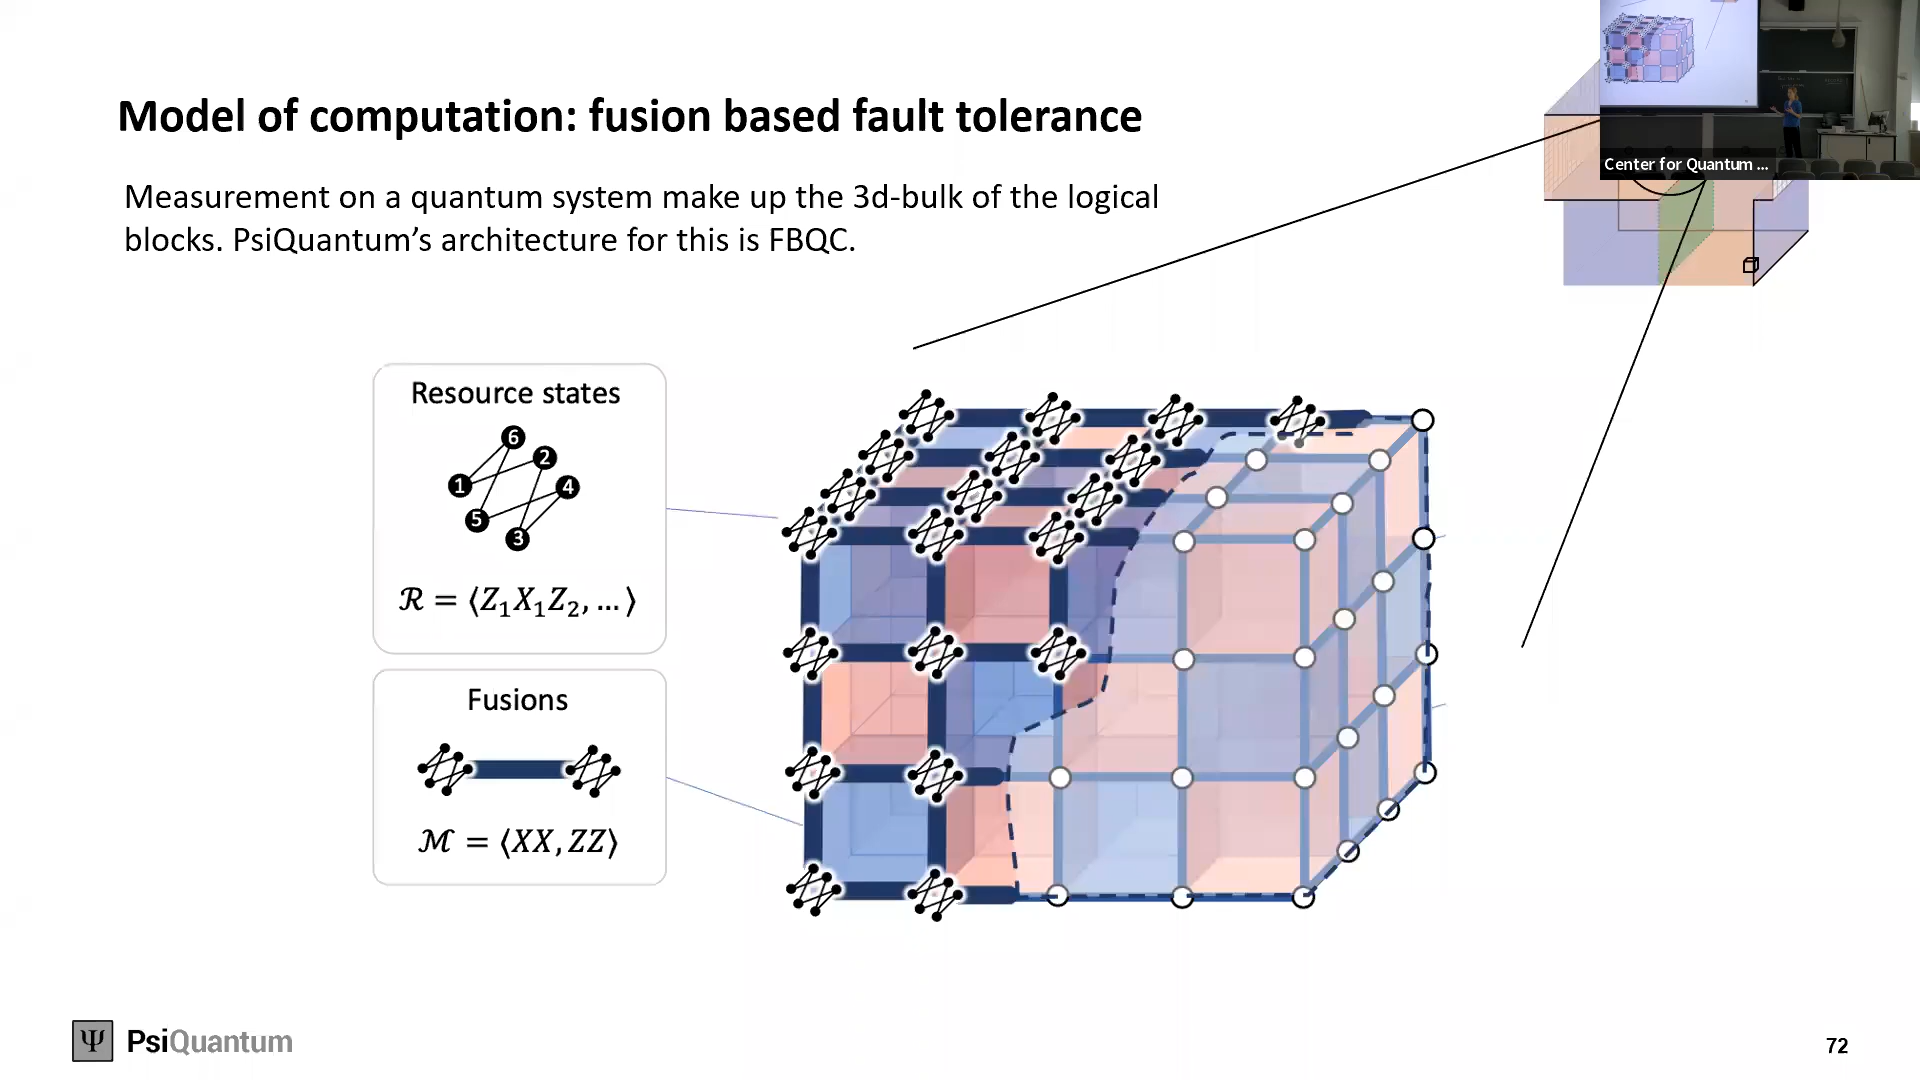 Model of computation: fusion based fault tolerance
Center for Quantum ...
Measurement on a quantum system make up the 3d-bulk of the logical
blocks. PsiQuantum’s architecture for this is FBQC.
Resource states
6
2
1
4
5
3
ℛ = ⟨Z₁X₁Z₂, … ⟩
Fusions
ℳ = ⟨XX, ZZ⟩
Ψ PsiQuantum
72